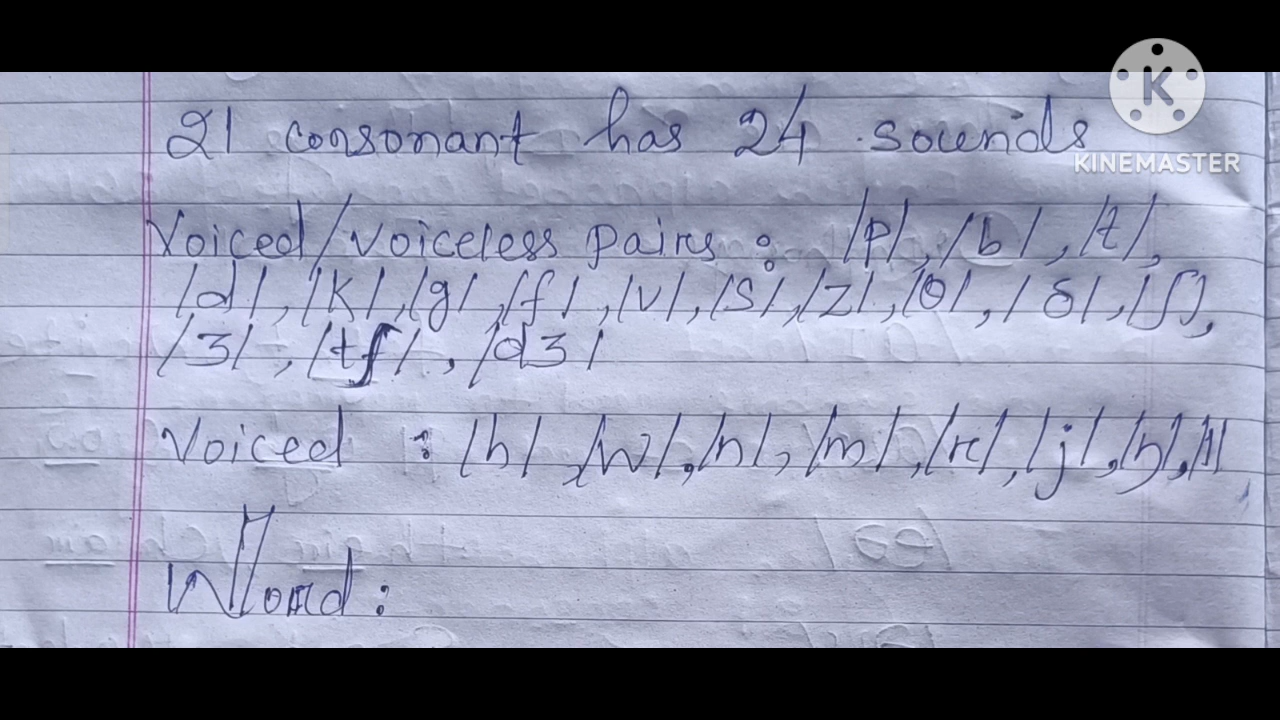 21 consonant has 24 sounds
KINEMASTER
Voiced/voiceless pairs : /p/, /b/, /t/,
/d/, /k/, /g/, /f/, /v/, /s/, /z/, /θ/, /ð/, /ʃ/,
/ʒ/, /tʃ/, /dʒ/
Voiced : /h/, /w/, /n/, /m/, /r/, /j/, /ŋ/, /l/
Word :